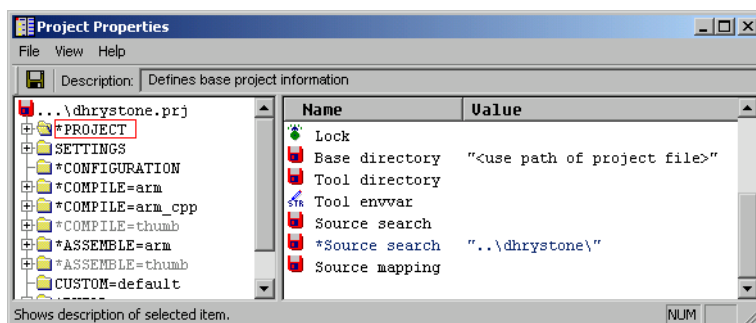 Project Properties
File View Help
Description: Defines base project information
...\dhrystone.prj
*PROJECT
SETTINGS
*CONFIGURATION
*COMPILE=arm
*COMPILE=arm_cpp
*COMPILE=thumb
*ASSEMBLE=arm
*ASSEMBLE=thumb
CUSTOM=default
Name Value
Lock
Base directory "<use path of project file>"
Tool directory
STR Tool envvar
Source search
*Source search "..\dhrystone\"
Source mapping
Shows description of selected item. NUM